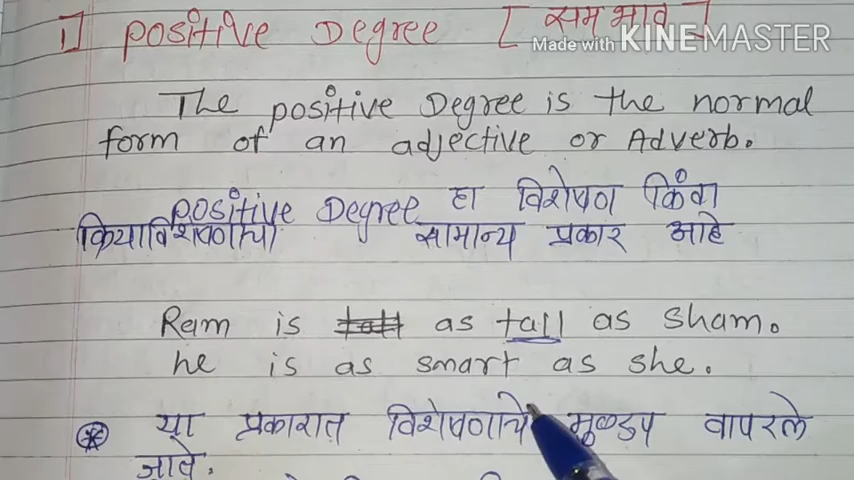 1] Positive Degree [ समभाव ]
Made with KINEMASTER
The positive Degree is the normal
form of an adjective or Adverb.
positive Degree हा विशेषण किंवा
क्रियाविशेषणाचा सामान्य प्रकार आहे
Ram is as tall as Sham.
he is as smart as she.
या प्रकारात विशेषणाचे मुळरुप वापरले
जाते.